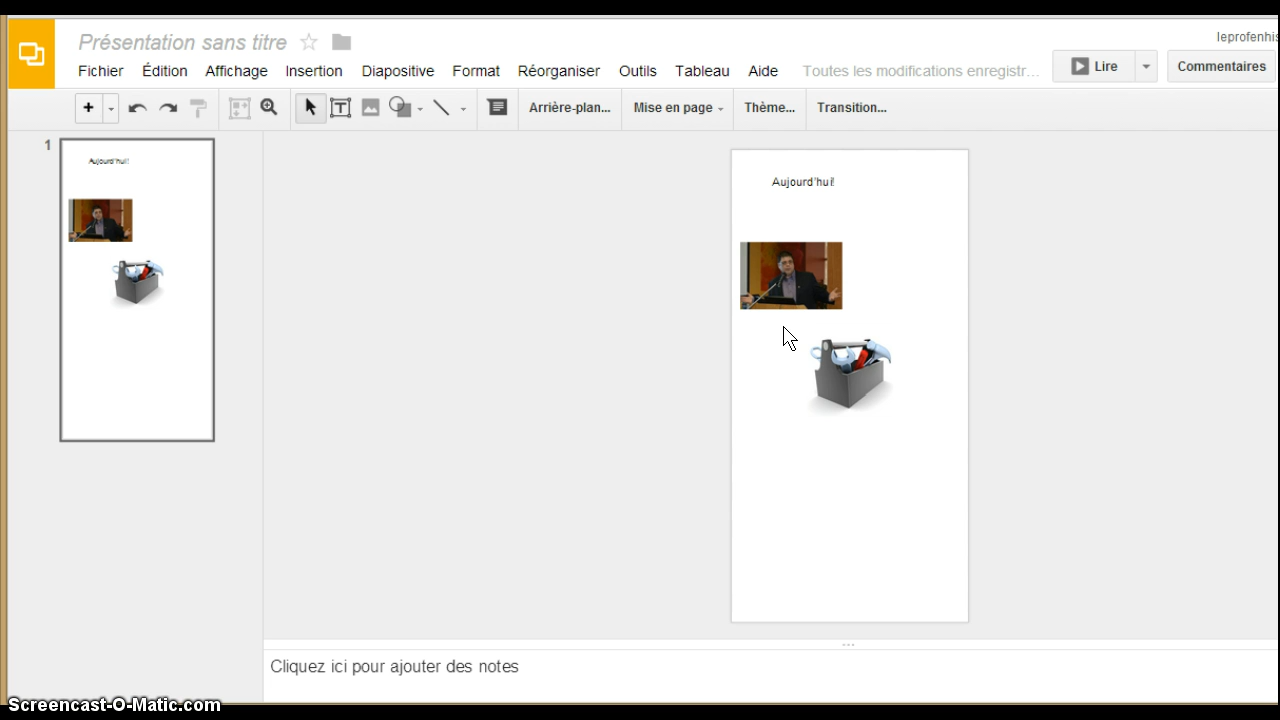 Présentation sans titre
leprofenhis
Fichier Édition Affichage Insertion Diapositive Format Réorganiser Outils Tableau Aide Toutes les modifications enregistr... Lire Commentaires
Arrière-plan... Mise en page Thème... Transition...
1
Aujourd'hui!
Aujourd'hui!
Cliquez ici pour ajouter des notes
Screencast-O-Matic.com